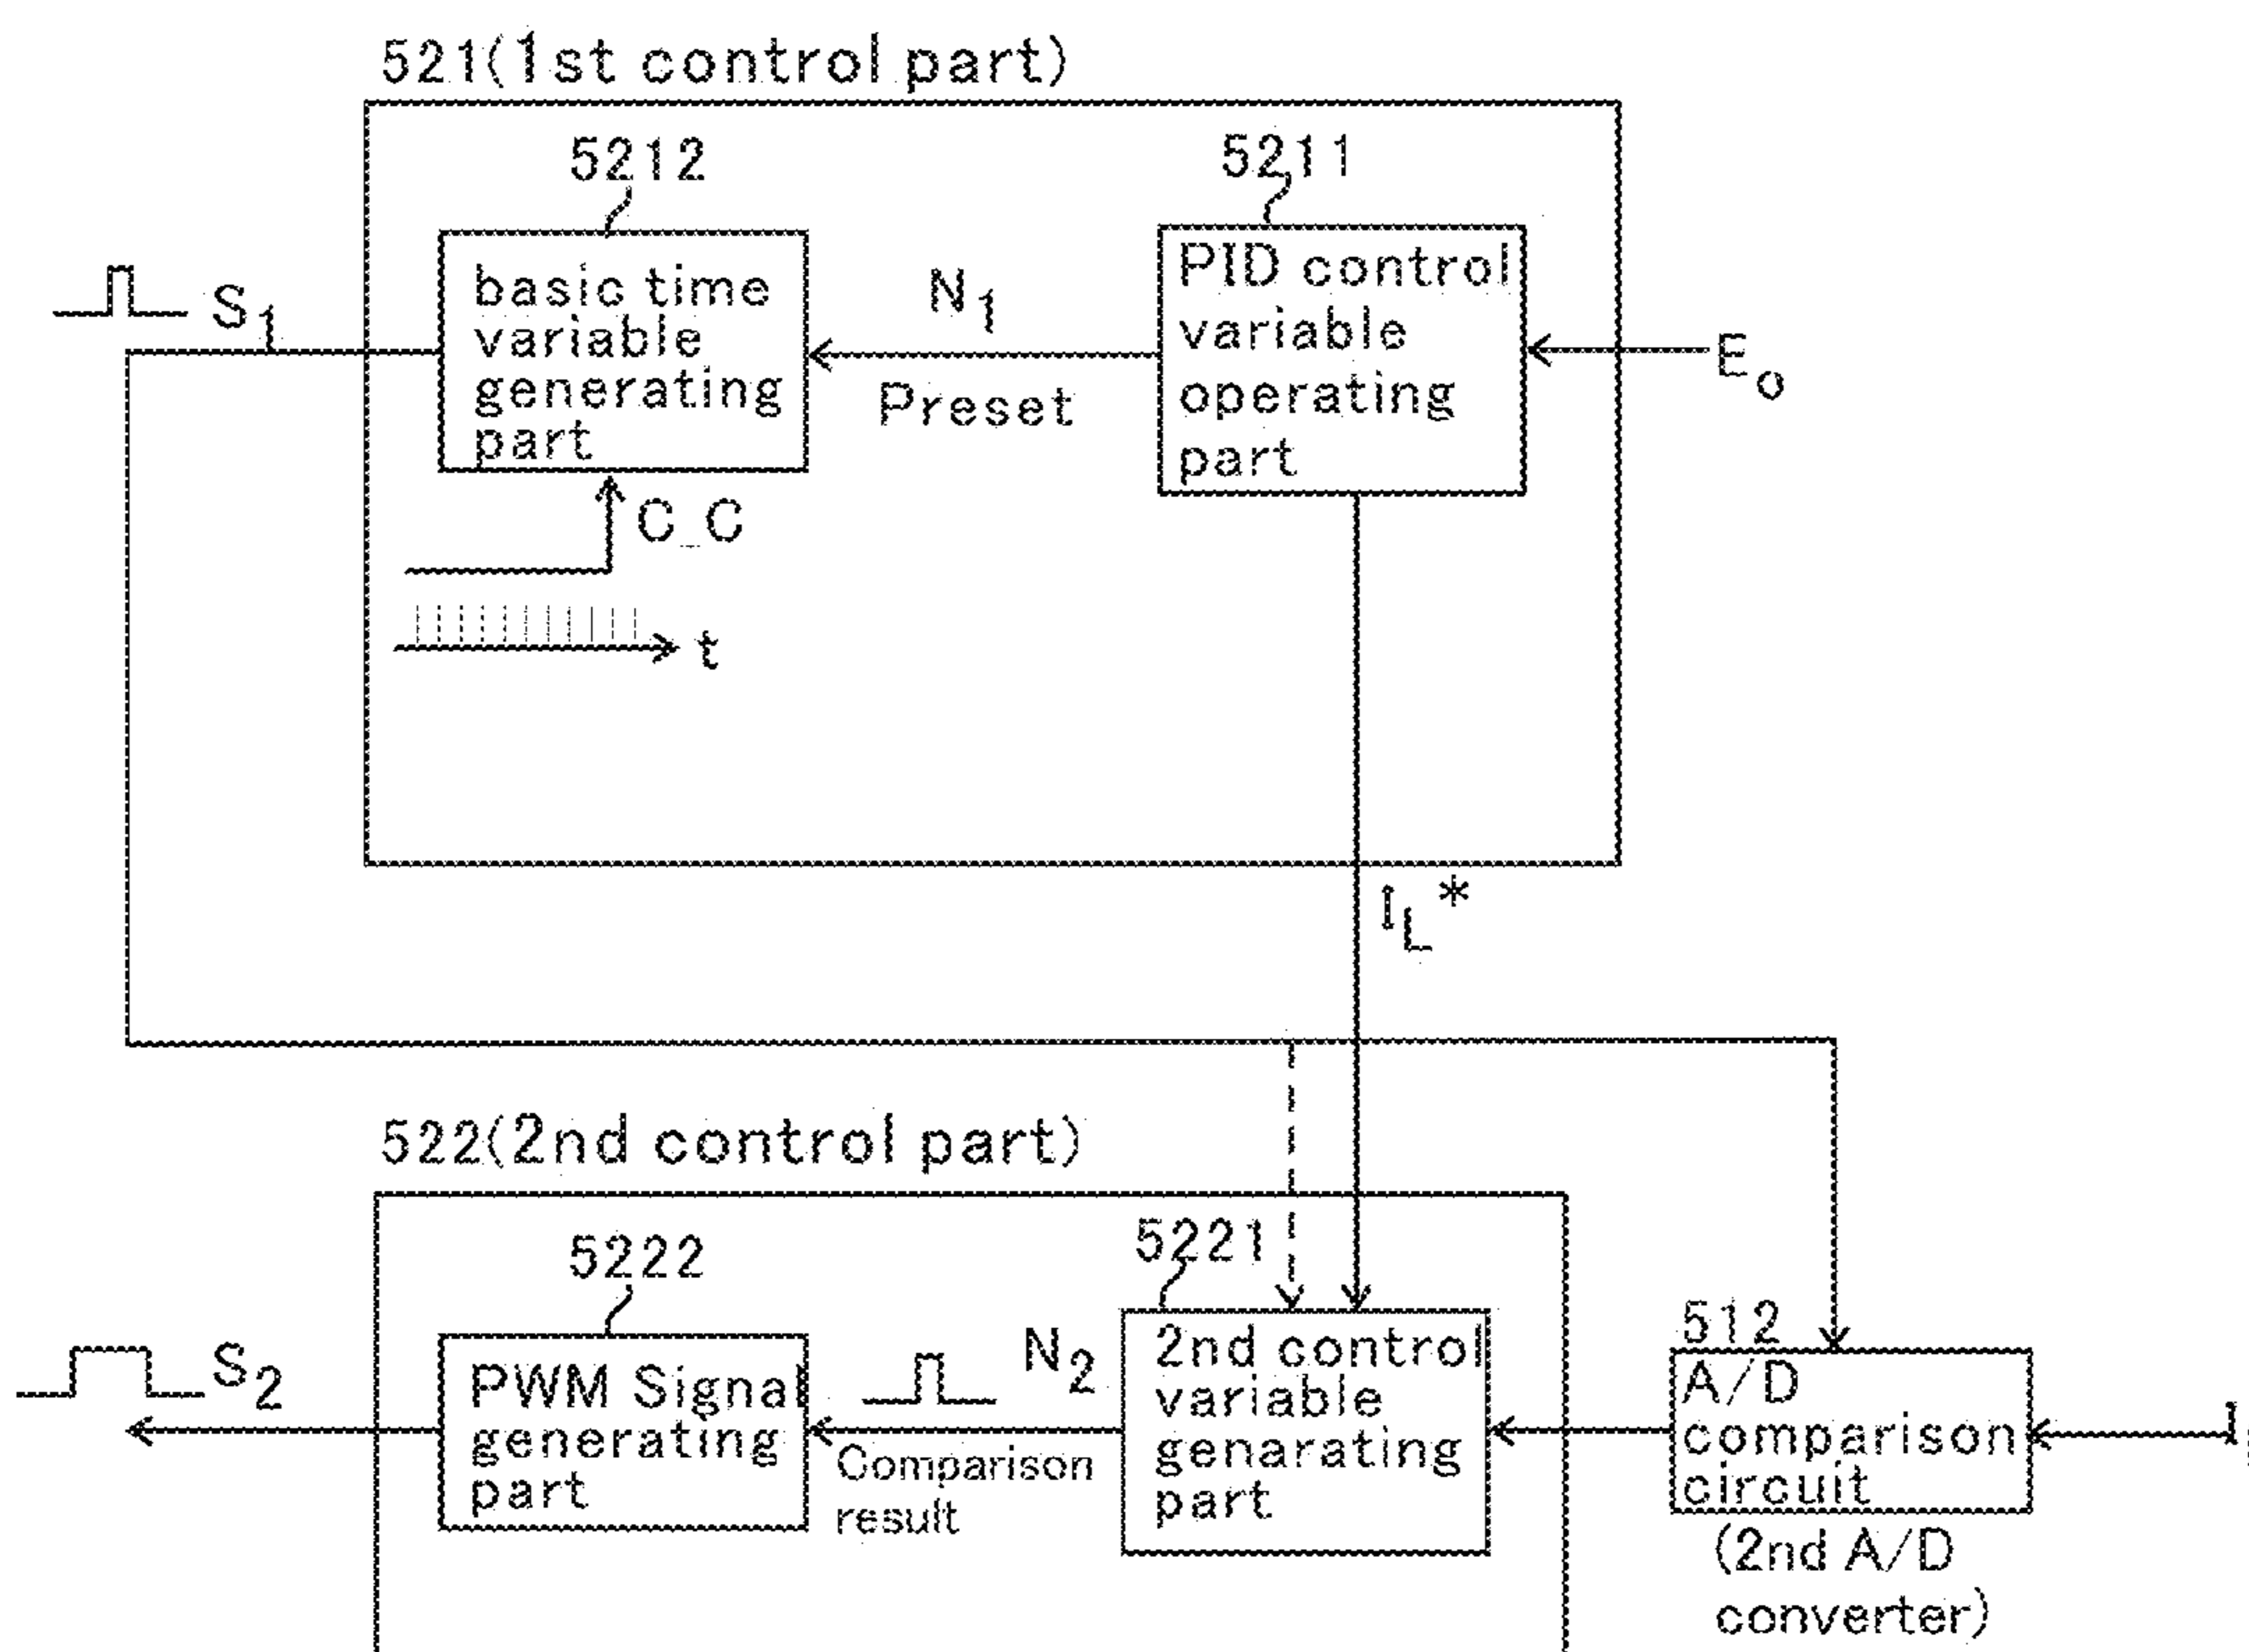 521(1st control part)
5212
5211
S1
basic time
variable
generating
part
N1
Preset
PID control
variable
operating
part
Eo
C_C
t
IL*
522(2nd control part)
5222
5221
512
S2
PWM Signal
generating
part
N2
Comparison
result
2nd control
variable
genarating
part
A/D
comparison
circuit
(2nd A/D
converter)